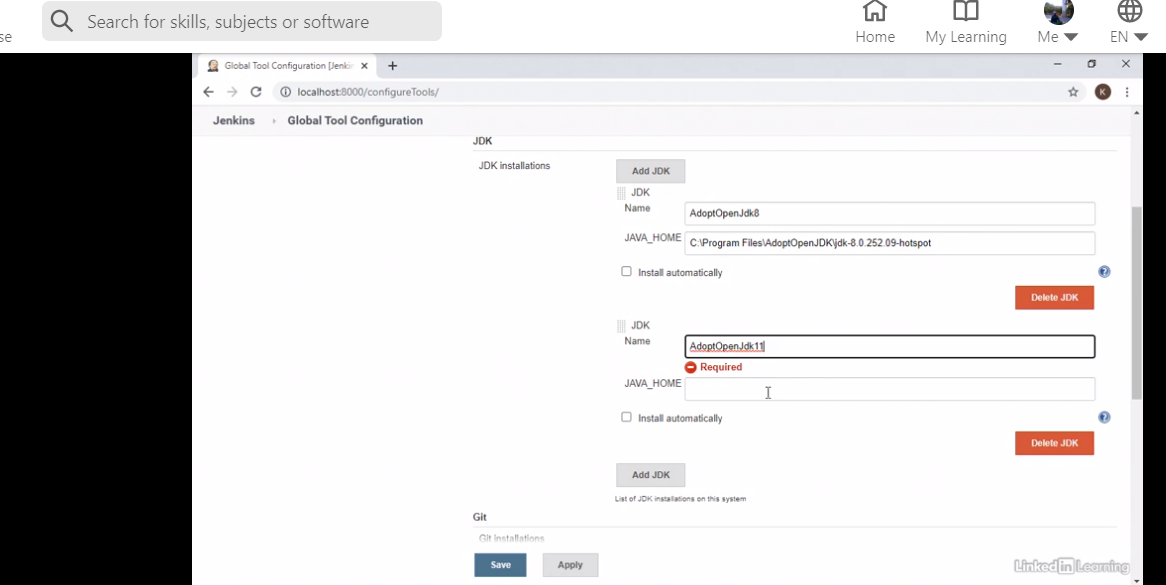 se
Search for skills, subjects or software
Home
My Learning
Me
EN
Global Tool Configuration [Jenkin
localhost:8000/configureTools/
K
Jenkins
Global Tool Configuration
JDK
JDK installations
Add JDK
JDK
Name
AdoptOpenJdk8
JAVA_HOME
C:\Program Files\AdoptOpenJDK\jdk-8.0.252.09-hotspot
Install automatically
Delete JDK
JDK
Name
AdoptOpenJdk11
Required
JAVA_HOME
Install automatically
Delete JDK
Add JDK
List of JDK installations on this system
Git
Git installations
Save
Apply
Linked in Learning